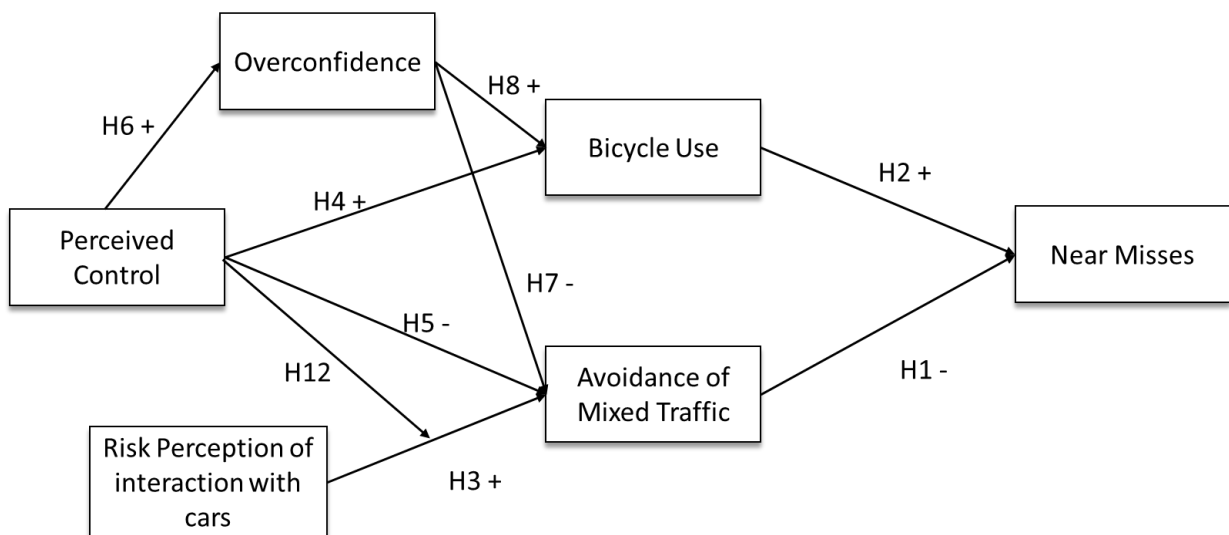 Overconfidence
H8 +
H6 +
Bicycle Use
H2 +
H4 +
Perceived
Control
Near Misses
H7 -
H5 -
H12
Avoidance of
Mixed Traffic
H1 -
Risk Perception of
interaction with
cars
H3 +